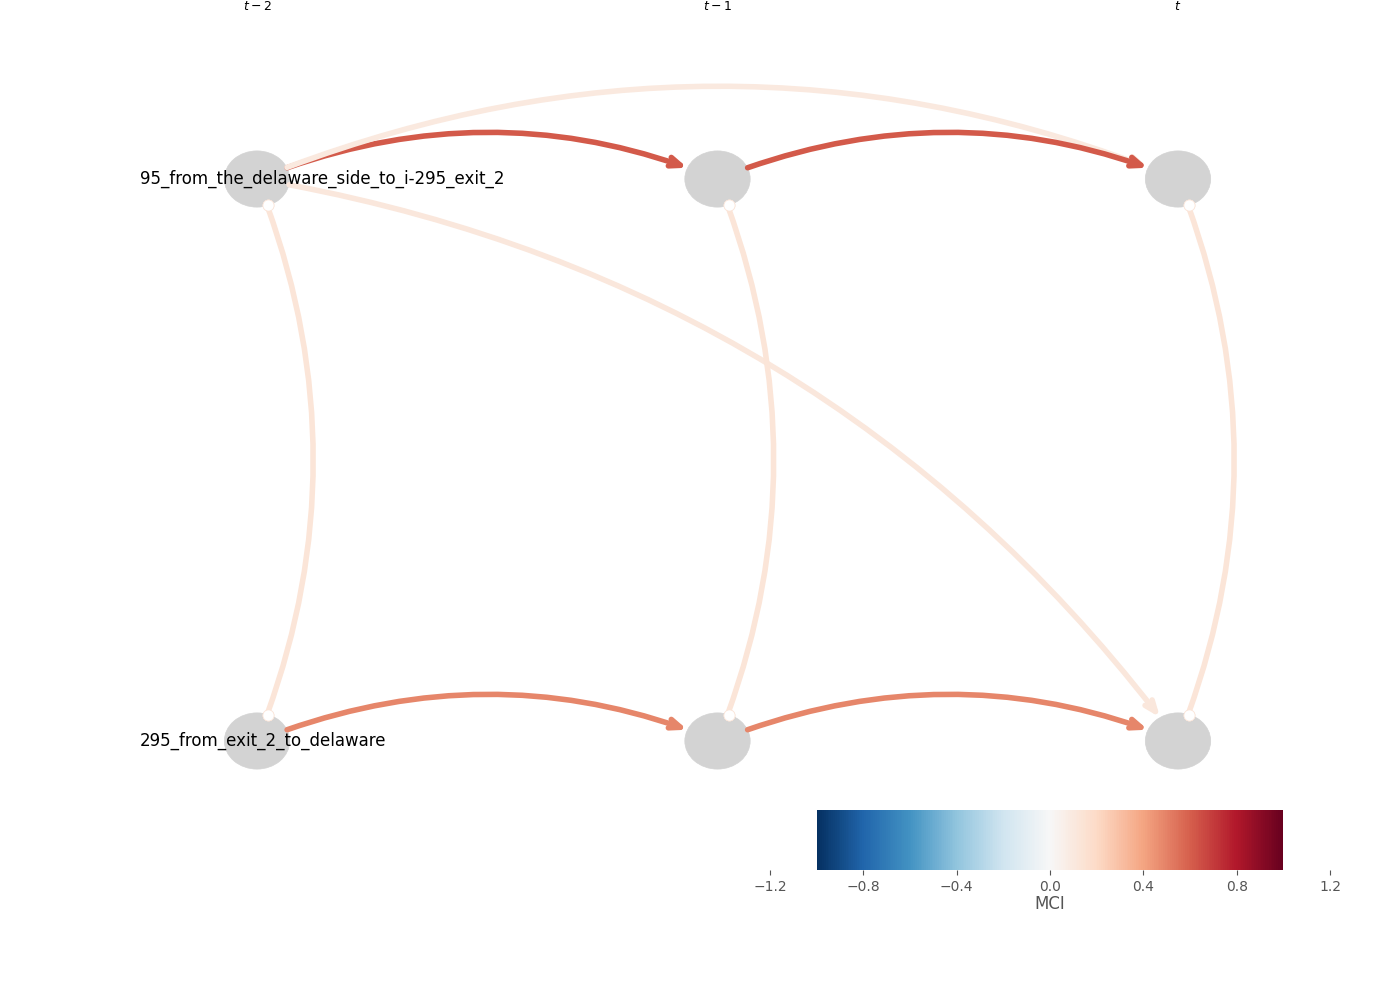 t − 2 t − 1 t
95_from_the_delaware_side_to_i-295_exit_2
295_from_exit_2_to_delaware
−1.2 −0.8 −0.4 0.0 0.4 0.8 1.2
MCI